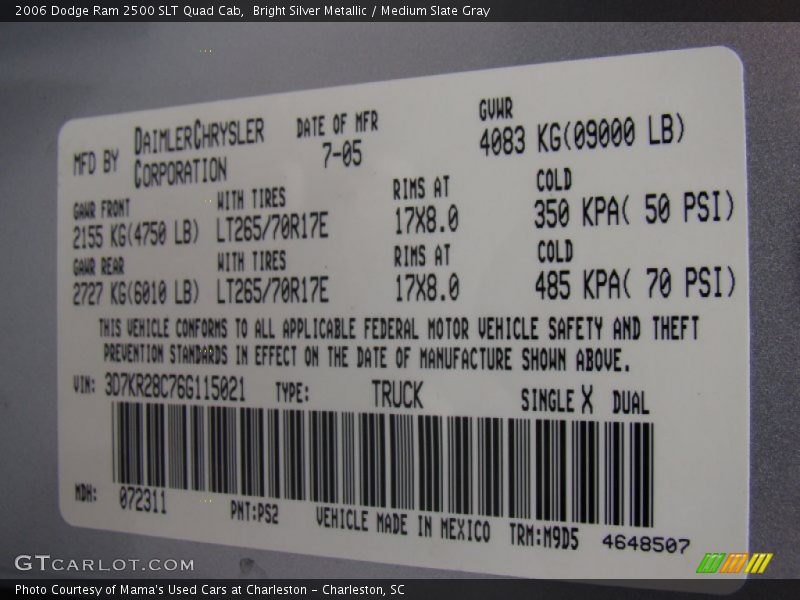 2006 Dodge Ram 2500 SLT Quad Cab,  Bright Silver Metallic / Medium Slate Gray
MFD BY DAIMLERCHRYSLER CORPORATION DATE OF MFR 7-05 GVWR 4083 KG(09000 LB)
GAWR FRONT WITH TIRES RIMS AT COLD
2155 KG(4750 LB) LT265/70R17E 17X8.0 350 KPA( 50 PSI)
GAWR REAR WITH TIRES RIMS AT COLD
2727 KG(6010 LB) LT265/70R17E 17X8.0 485 KPA( 70 PSI)
THIS VEHICLE CONFORMS TO ALL APPLICABLE FEDERAL MOTOR VEHICLE SAFETY AND THEFT
PREVENTION STANDARDS IN EFFECT ON THE DATE OF MANUFACTURE SHOWN ABOVE.
VIN: 3D7KR28C76G115021 TYPE: TRUCK SINGLE X DUAL
MDH: 072311 PNT:PS2 VEHICLE MADE IN MEXICO TRM:M9D5 4648507
GTCARLOT.COM
Photo Courtesy of Mama's Used Cars at Charleston - Charleston, SC